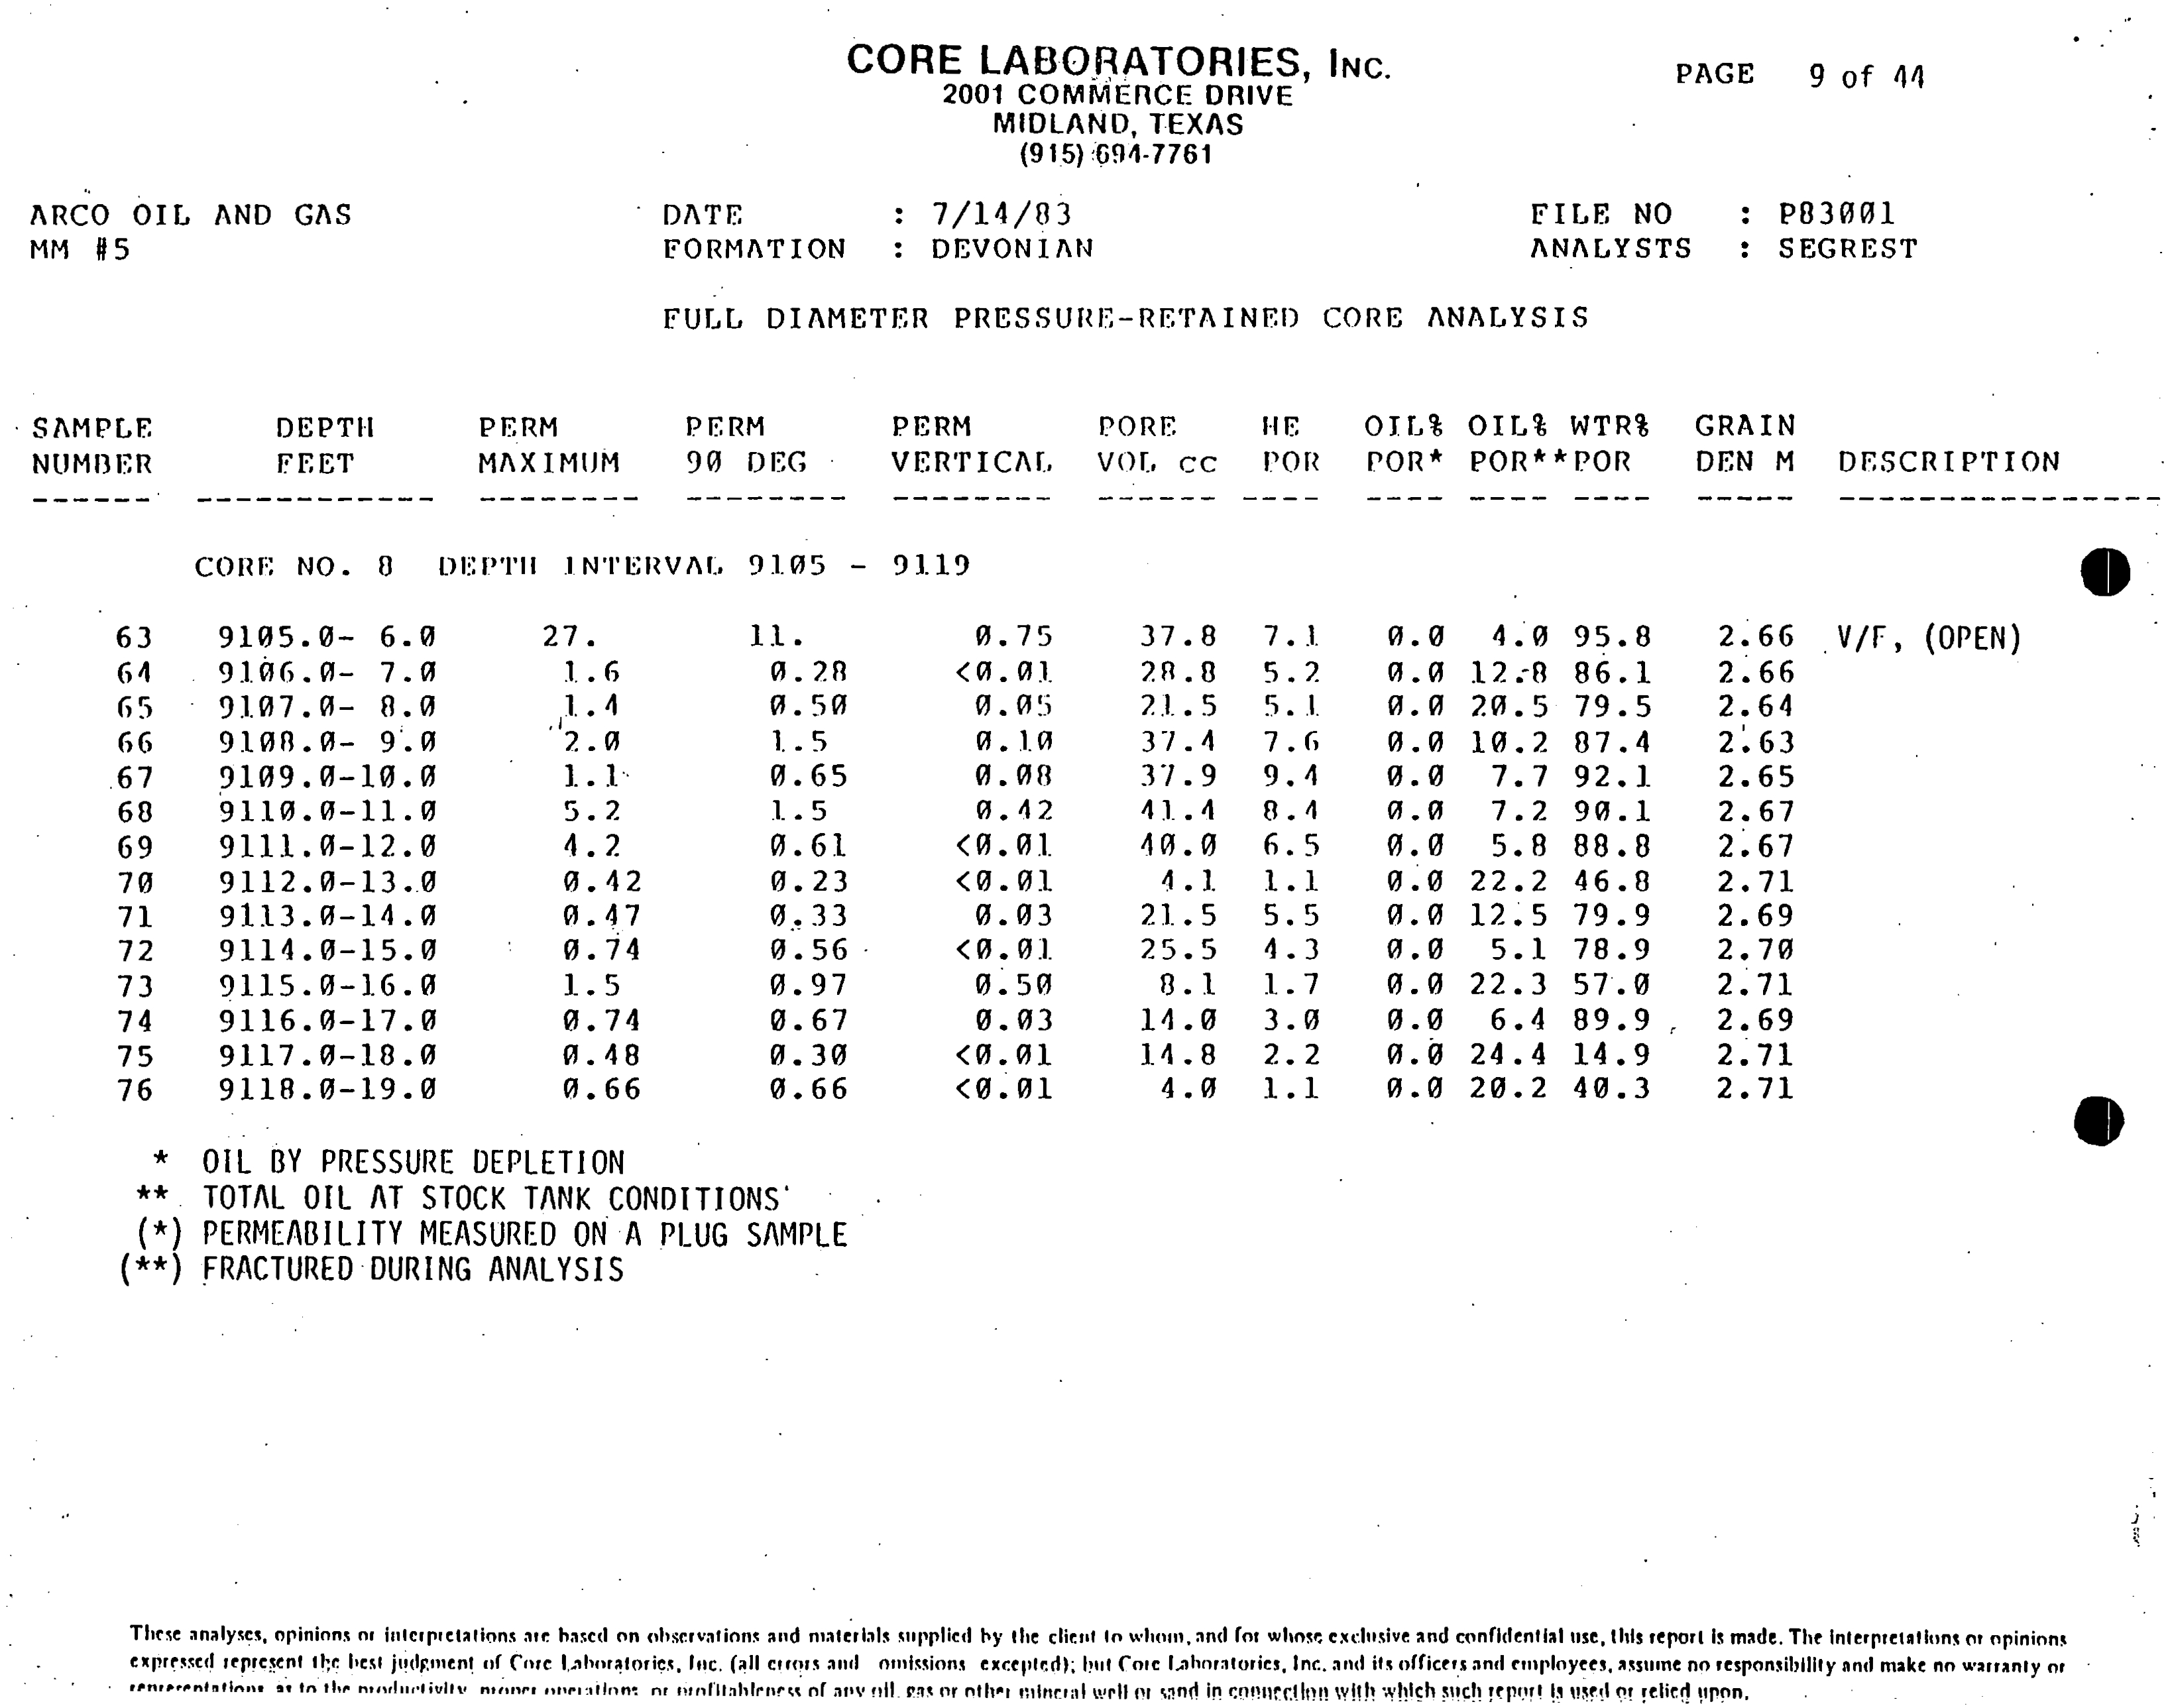 CORE LABORATORIES, INC.
PAGE 9 of 44
2001 COMMERCE DRIVE
MIDLAND, TEXAS
(915) 694-7761
ARCO OIL AND GAS DATE : 7/14/83 FILE NO : P83001
MM #5 FORMATION : DEVONIAN ANALYSTS : SEGREST
FULL DIAMETER PRESSURE-RETAINED CORE ANALYSIS
SAMPLE DEPTH PERM PERM PERM PORE HE OIL% OIL% WTR% GRAIN
NUMBER FEET MAXIMUM 90 DEG VERTICAL VOL cc POR POR* POR**POR DEN M DESCRIPTION
CORE NO. 8 DEPTH INTERVAL 9105 - 9119
63 9105.0- 6.0 27. 11. 0.75 37.8 7.1 0.0 4.0 95.8 2.66 V/F, (OPEN)
64 9106.0- 7.0 1.6 0.28 <0.01 28.8 5.2 0.0 12.8 86.1 2.66
65 9107.0- 8.0 1.4 0.50 0.05 21.5 5.1 0.0 20.5 79.5 2.64
66 9108.0- 9.0 2.0 1.5 0.10 37.4 7.6 0.0 10.2 87.4 2.63
67 9109.0-10.0 1.1 0.65 0.08 37.9 9.4 0.0 7.7 92.1 2.65
68 9110.0-11.0 5.2 1.5 0.42 41.4 8.4 0.0 7.2 90.1 2.67
69 9111.0-12.0 4.2 0.61 <0.01 40.0 6.5 0.0 5.8 88.8 2.67
70 9112.0-13.0 0.42 0.23 <0.01 4.1 1.1 0.0 22.2 46.8 2.71
71 9113.0-14.0 0.47 0.33 0.03 21.5 5.5 0.0 12.5 79.9 2.69
72 9114.0-15.0 0.74 0.56 <0.01 25.5 4.3 0.0 5.1 78.9 2.70
73 9115.0-16.0 1.5 0.97 0.50 8.1 1.7 0.0 22.3 57.0 2.71
74 9116.0-17.0 0.74 0.67 0.03 14.0 3.0 0.0 6.4 89.9 2.69
75 9117.0-18.0 0.48 0.30 <0.01 14.8 2.2 0.0 24.4 14.9 2.71
76 9118.0-19.0 0.66 0.66 <0.01 4.0 1.1 0.0 20.2 40.3 2.71
* OIL BY PRESSURE DEPLETION
** TOTAL OIL AT STOCK TANK CONDITIONS
(*) PERMEABILITY MEASURED ON A PLUG SAMPLE
(**) FRACTURED DURING ANALYSIS
These analyses, opinions or interpretations are based on observations and materials supplied by the client to whom, and for whose exclusive and confidential use, this report is made. The interpretations or opinions
expressed represent the best judgment of Core Laboratories, Inc. (all errors and omissions excepted); but Core Laboratories, Inc. and its officers and employees, assume no responsibility and make no warranty or
representations as to the productivity, proper operations, or profitableness of any oil, gas or other mineral well or sand in connection with which such report is used or relied upon.